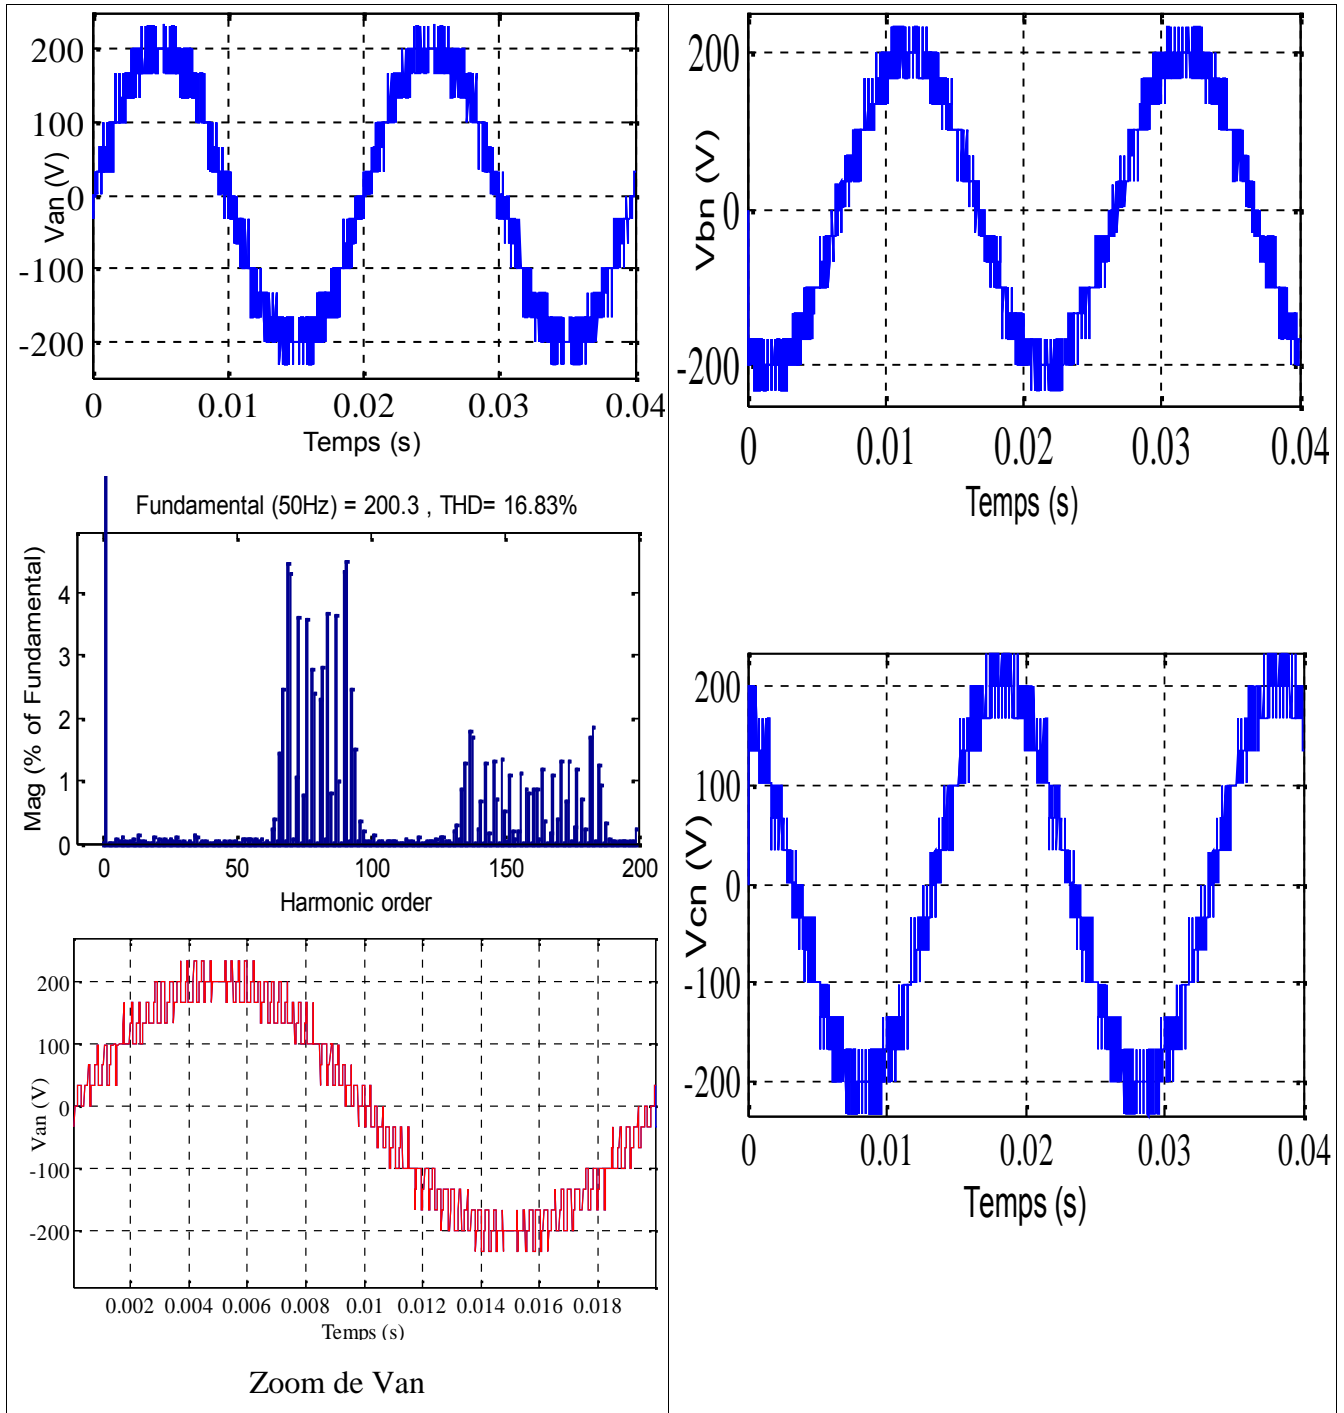 200
100
0
-100
-200
Van (V)
0 0.01 0.02 0.03 0.04
Temps (s)
Fundamental (50Hz) = 200.3 , THD= 16.83%
4
3
2
1
0
Mag (% of Fundamental)
0 50 100 150 200
Harmonic order
200
100
0
-100
-200
Van (V)
0.002 0.004 0.006 0.008 0.01 0.012 0.014 0.016 0.018
Temps (s)
Zoom de Van
200
0
-200
Vbn (V)
0 0.01 0.02 0.03 0.04
Temps (s)
200
100
0
-100
-200
Vcn (V)
0 0.01 0.02 0.03 0.04
Temps (s)